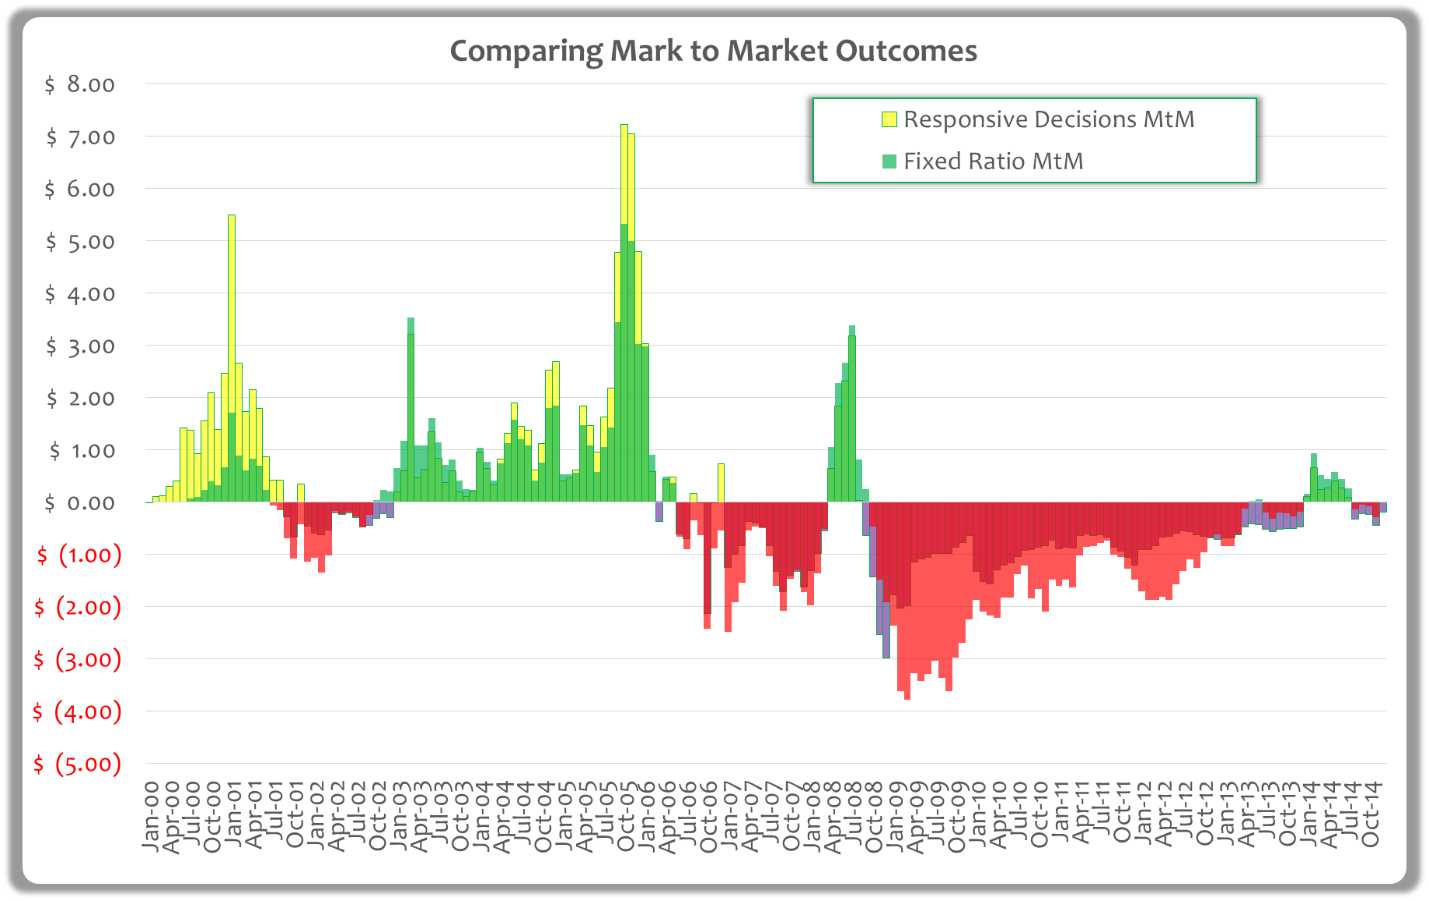 Comparing Mark to Market Outcomes
$ 8.00
$ 7.00
$ 6.00
$ 5.00
$ 4.00
$ 3.00
$ 2.00
$ 1.00
$ 0.00
$ (1.00)
$ (2.00)
$ (3.00)
$ (4.00)
$ (5.00)
Responsive Decisions MtM
Fixed Ratio MtM
Jan-00
Apr-00
Jul-00
Oct-00
Jan-01
Apr-01
Jul-01
Oct-01
Jan-02
Apr-02
Jul-02
Oct-02
Jan-03
Apr-03
Jul-03
Oct-03
Jan-04
Apr-04
Jul-04
Oct-04
Jan-05
Apr-05
Jul-05
Oct-05
Jan-06
Apr-06
Jul-06
Oct-06
Jan-07
Apr-07
Jul-07
Oct-07
Jan-08
Apr-08
Jul-08
Oct-08
Jan-09
Apr-09
Jul-09
Oct-09
Jan-10
Apr-10
Jul-10
Oct-10
Jan-11
Apr-11
Jul-11
Oct-11
Jan-12
Apr-12
Jul-12
Oct-12
Jan-13
Apr-13
Jul-13
Oct-13
Jan-14
Apr-14
Jul-14
Oct-14